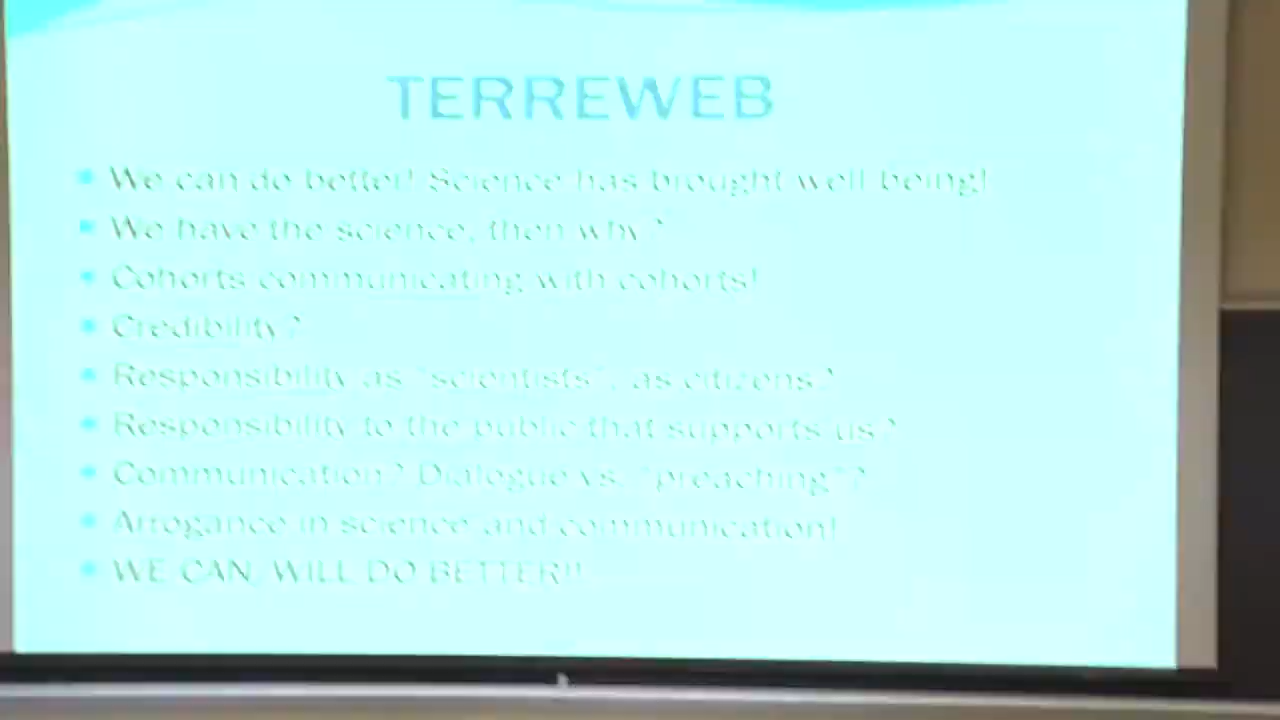 TERREWEB
We can do better! Science has brought well being!
We have the science, then why?
Cohorts communicating with cohorts!
Credibility?
Responsibility as "scientists", as citizens?
Responsibility to the public that supports us?
Communication? Dialogue vs. "preaching"?
Arrogance in science and communication!
WE CAN, WILL DO BETTER!!